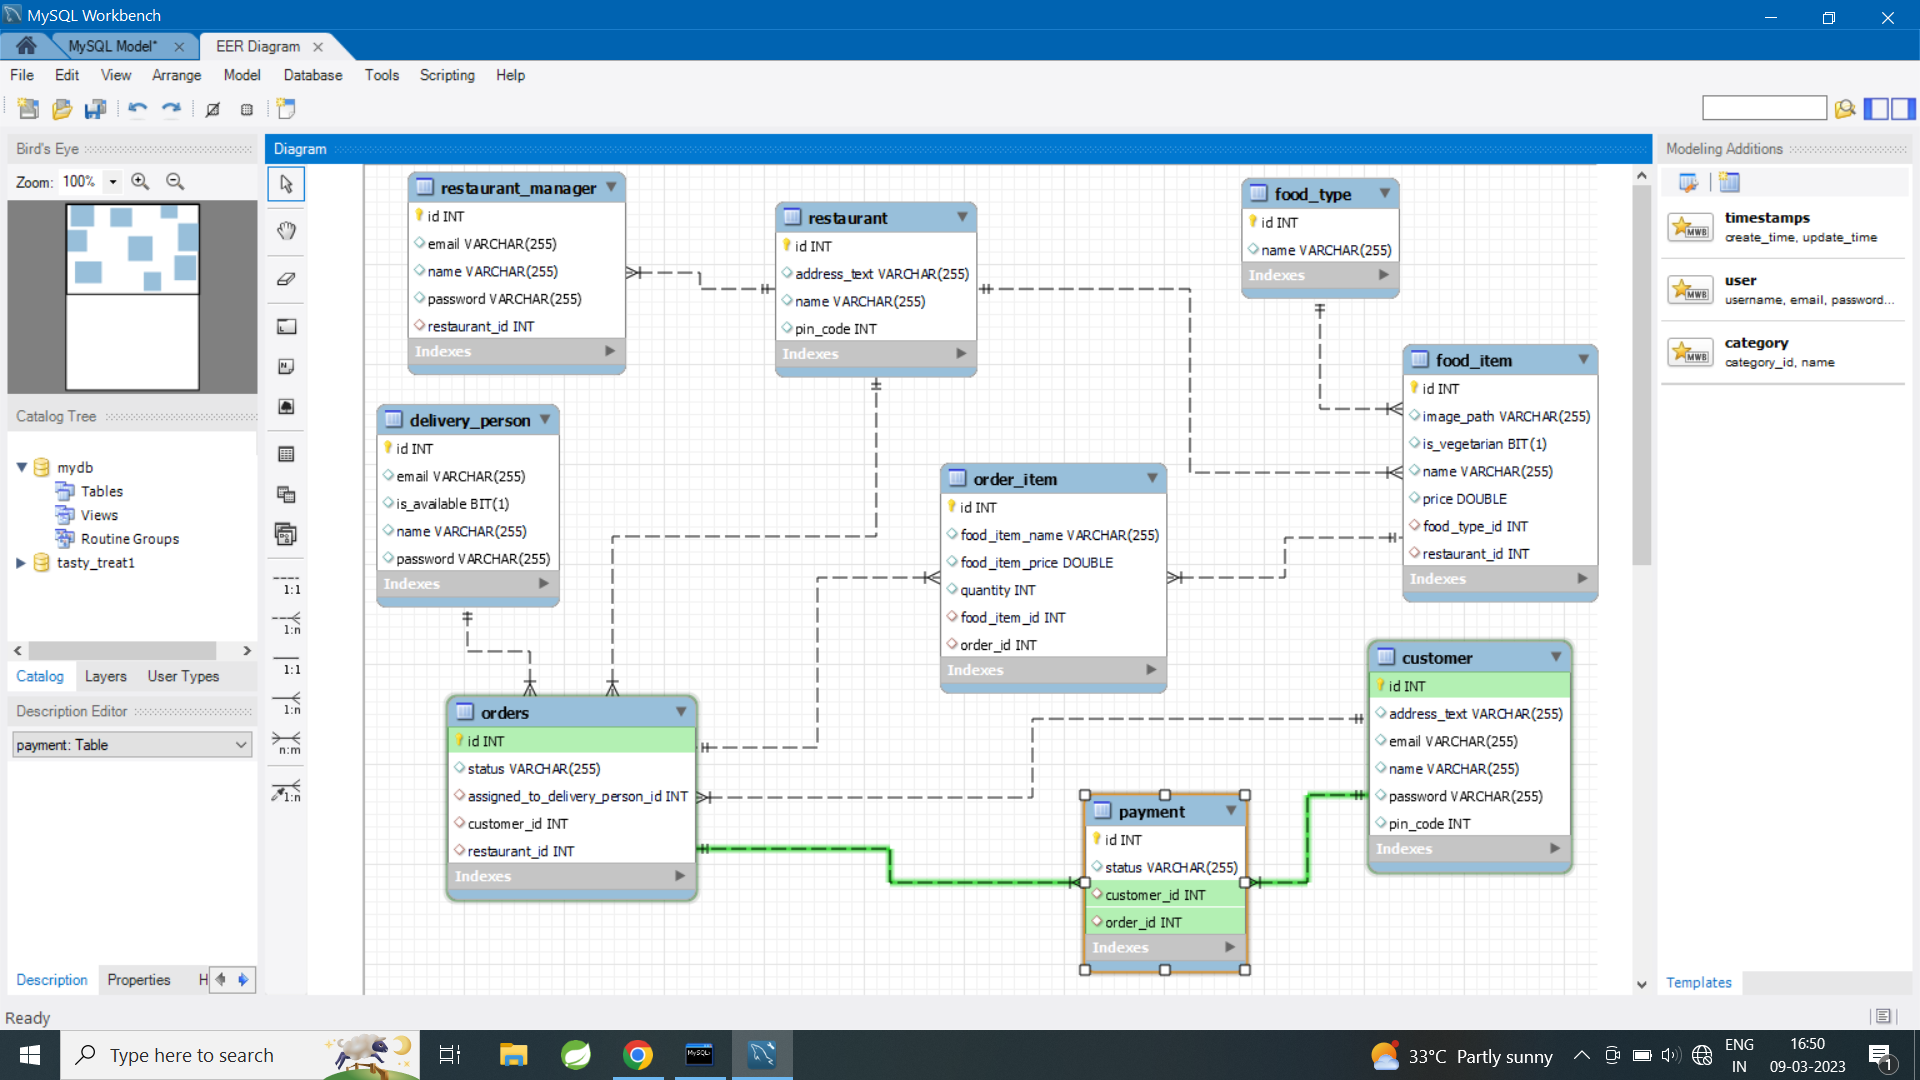 MySQL Workbench
MySQL Model*
EER Diagram
File Edit View Arrange Model Database Tools Scripting Help
Bird's Eye
Zoom: 100%
Catalog Tree
mydb
Tables
Views
Routine Groups
tasty_treat1
Catalog Layers User Types
Description Editor
payment: Table
Description Properties H
Ready
Diagram
1:1
1:n
1:1
1:n
n:m
1:n
restaurant_manager
id INT
email VARCHAR(255)
name VARCHAR(255)
password VARCHAR(255)
restaurant_id INT
Indexes
restaurant
id INT
address_text VARCHAR(255)
name VARCHAR(255)
pin_code INT
Indexes
food_type
id INT
name VARCHAR(255)
Indexes
food_item
id INT
image_path VARCHAR(255)
is_vegetarian BIT(1)
name VARCHAR(255)
price DOUBLE
food_type_id INT
restaurant_id INT
Indexes
delivery_person
id INT
email VARCHAR(255)
is_available BIT(1)
name VARCHAR(255)
password VARCHAR(255)
Indexes
order_item
id INT
food_item_name VARCHAR(255)
food_item_price DOUBLE
quantity INT
food_item_id INT
order_id INT
Indexes
customer
id INT
address_text VARCHAR(255)
email VARCHAR(255)
name VARCHAR(255)
password VARCHAR(255)
pin_code INT
Indexes
orders
id INT
status VARCHAR(255)
assigned_to_delivery_person_id INT
customer_id INT
restaurant_id INT
Indexes
payment
id INT
status VARCHAR(255)
customer_id INT
order_id INT
Indexes
Modeling Additions
MWB
timestamps
create_time, update_time
MWB
user
username, email, password...
MWB
category
category_id, name
Templates
Type here to search
33°C Partly sunny
ENG
IN
16:50
09-03-2023
1